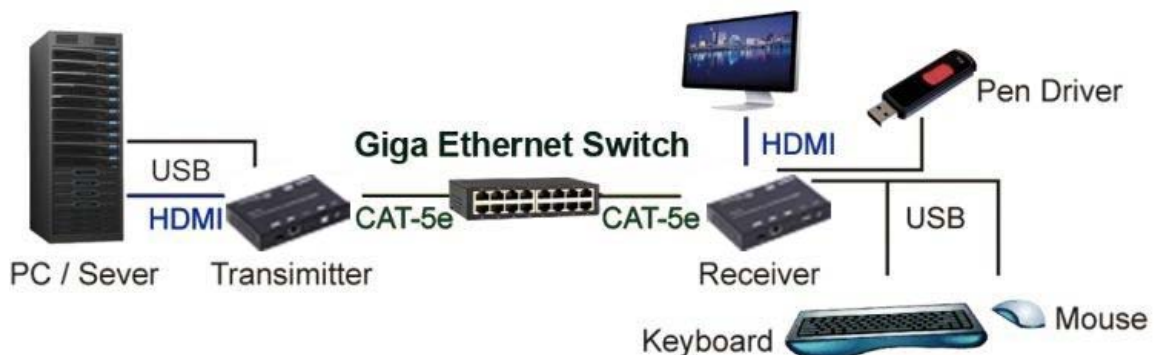 Pen Driver
Giga Ethernet Switch
HDMI
USB
HDMI
CAT-5e
CAT-5e
USB
PC / Sever
Transimitter
Receiver
Keyboard
Mouse